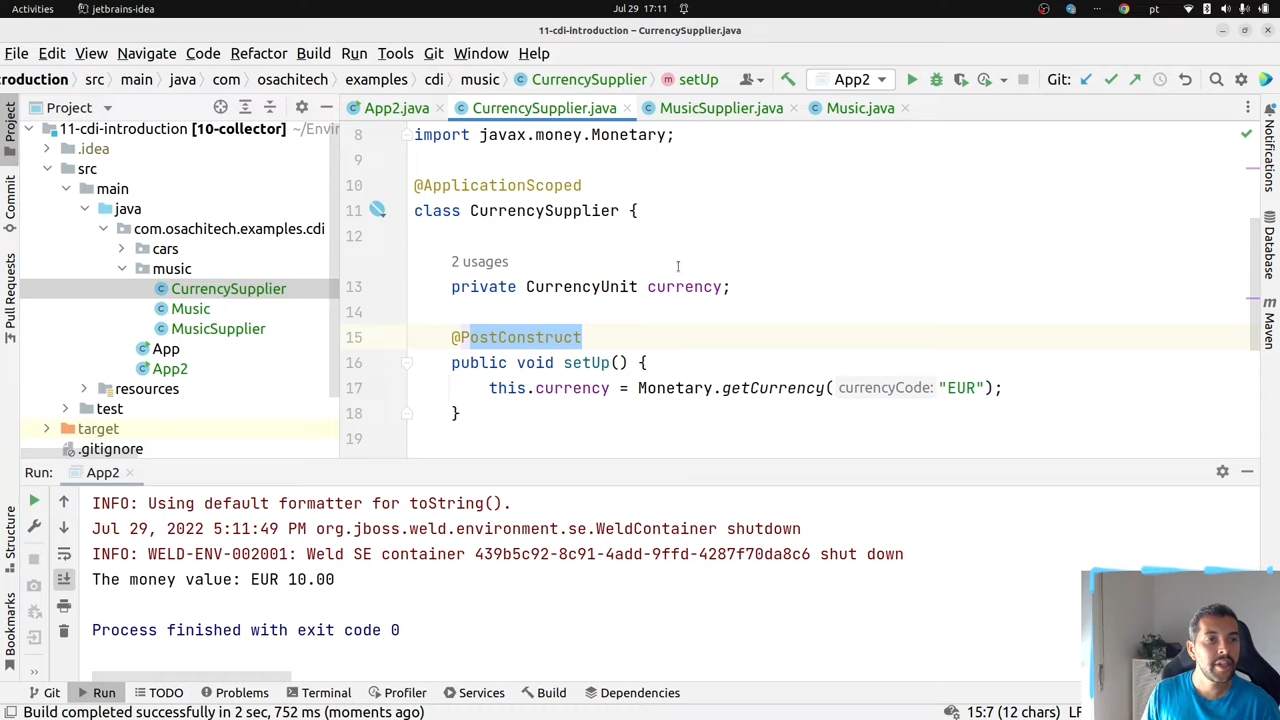 Activities jetbrains-idea Jul 29 17:11 pt
11-cdi-introduction – CurrencySupplier.java
File Edit View Navigate Code Refactor Build Run Tools Git Window Help
roduction src main java com osachitech examples cdi music CurrencySupplier setUp App2 Git:
Project App2.java CurrencySupplier.java MusicSupplier.java Music.java
Project
Commit
Pull Requests
Structure
Bookmarks
11-cdi-introduction [10-collector] ~/Envir
.idea
src
main
java
com.osachitech.examples.cdi
cars
music
CurrencySupplier
Music
MusicSupplier
App
App2
resources
test
target
.gitignore
8 import javax.money.Monetary;
9
10 @ApplicationScoped
11 class CurrencySupplier {
12
2 usages
13 private CurrencyUnit currency;
14
15 @PostConstruct
16 public void setUp() {
17 this.currency = Monetary.getCurrency( currencyCode: "EUR");
18 }
19
Notifications
Database
Maven
Run: App2
INFO: Using default formatter for toString().
Jul 29, 2022 5:11:49 PM org.jboss.weld.environment.se.WeldContainer shutdown
INFO: WELD-ENV-002001: Weld SE container 439b5c92-8c91-4add-9ffd-4287f70da8c6 shut down
The money value: EUR 10.00
Process finished with exit code 0
Git Run TODO Problems Terminal Profiler Services Build Dependencies
Build completed successfully in 2 sec, 752 ms (moments ago) 15:7 (12 chars) LF